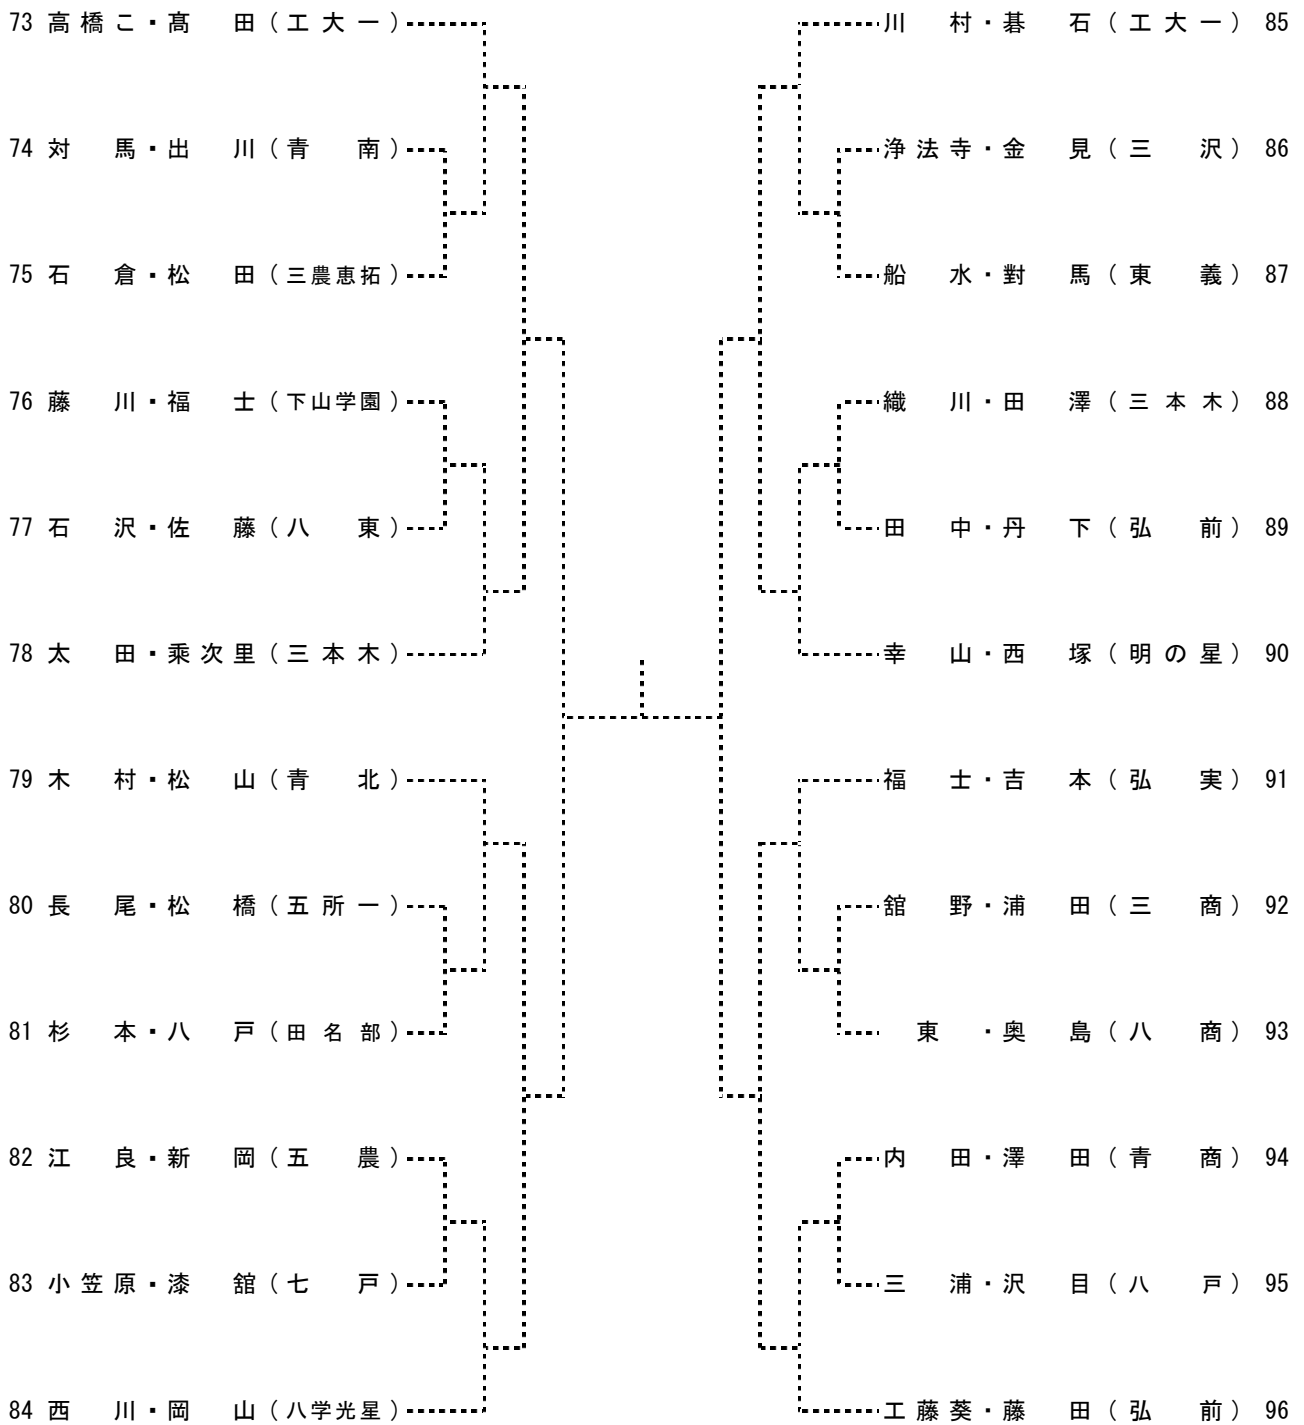 73 高橋こ・髙田（工大一）
74 対馬・出川（青南）
75 石倉・松田（三農恵拓）
76 藤川・福士（下山学園）
77 石沢・佐藤（八東）
78 太田・乗次里（三本木）
79 木村・松山（青北）
80 長尾・松橋（五所一）
81 杉本・八戸（田名部）
82 江良・新岡（五農）
83 小笠原・漆舘（七戸）
84 西川・岡山（八学光星）
川村・碁石（工大一） 85
浄法寺・金見（三沢） 86
船水・對馬（東義） 87
織川・田澤（三本木） 88
田中・丹下（弘前） 89
幸山・西塚（明の星） 90
福士・吉本（弘実） 91
舘野・浦田（三商） 92
東・奥島（八商） 93
内田・澤田（青商） 94
三浦・沢目（八戸） 95
工藤葵・藤田（弘前） 96